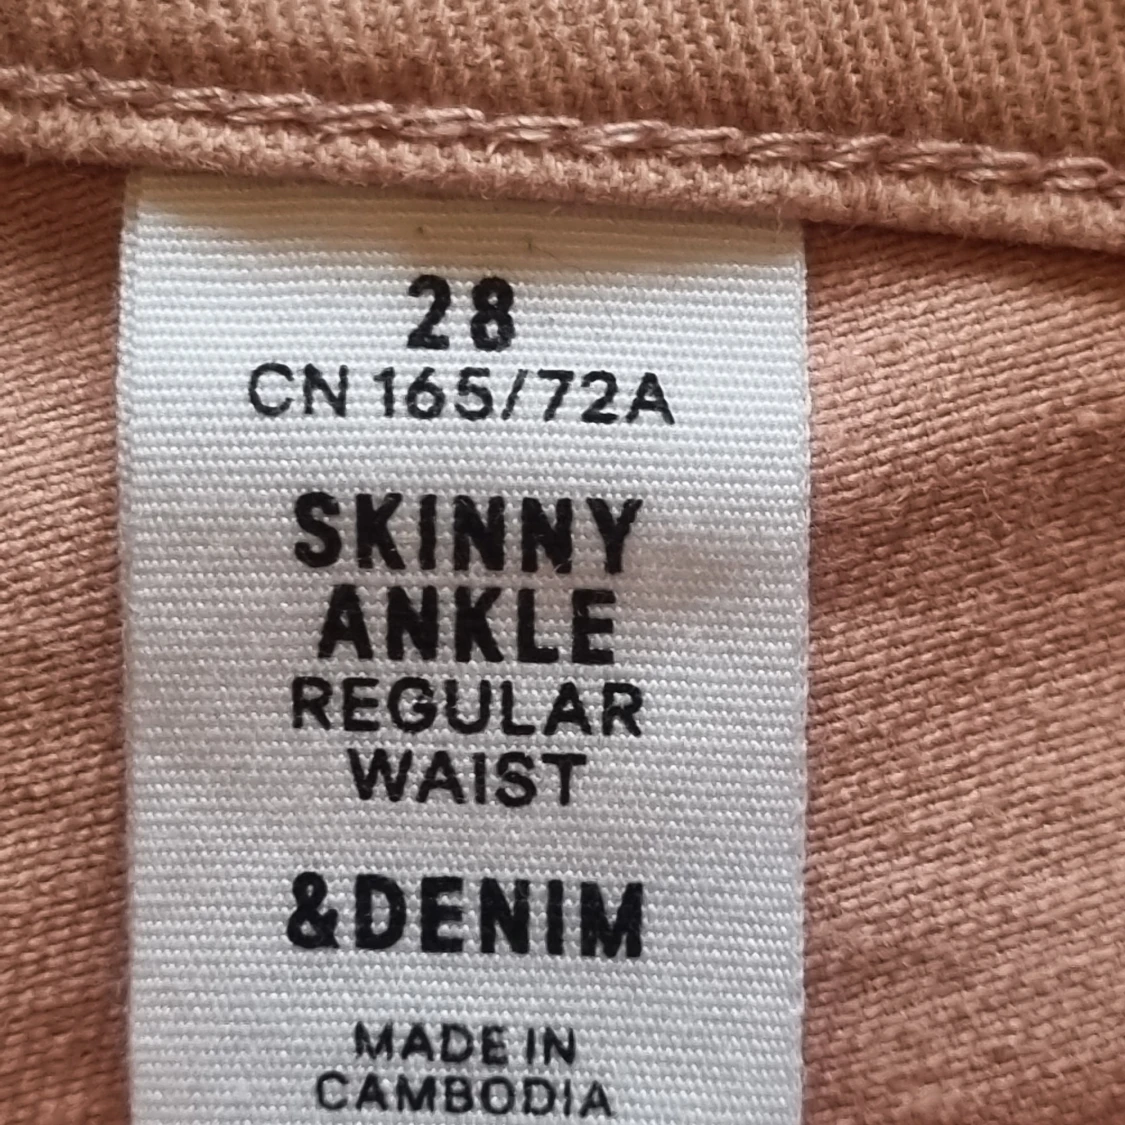 28
CN 165/72A
SKINNY
ANKLE
REGULAR
WAIST
&DENIM
MADE IN
CAMBODIA